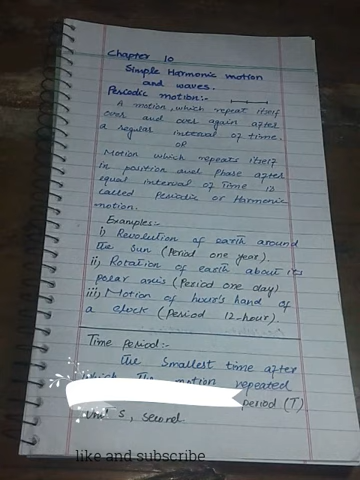 Chapter 10
Simple Harmonic motion
and waves.
Periodic motion:-
A motion, which repeat itself
over and over again after
a regular interval of time.
OR
Motion which repeats itself
in position and phase after
equal interval of Time is
called Periodic or Harmonic
motion.
Examples:-
i) Revolution of earth around
the Sun (Period one year).
ii) Rotation of earth about its
polar axis (Period one day)
iii) Motion of hour's hand of
a clock (Period 12-hour).
Time period:-
The smallest time after
which the motion repeated
period (T)
Unit S, second
like and subscribe